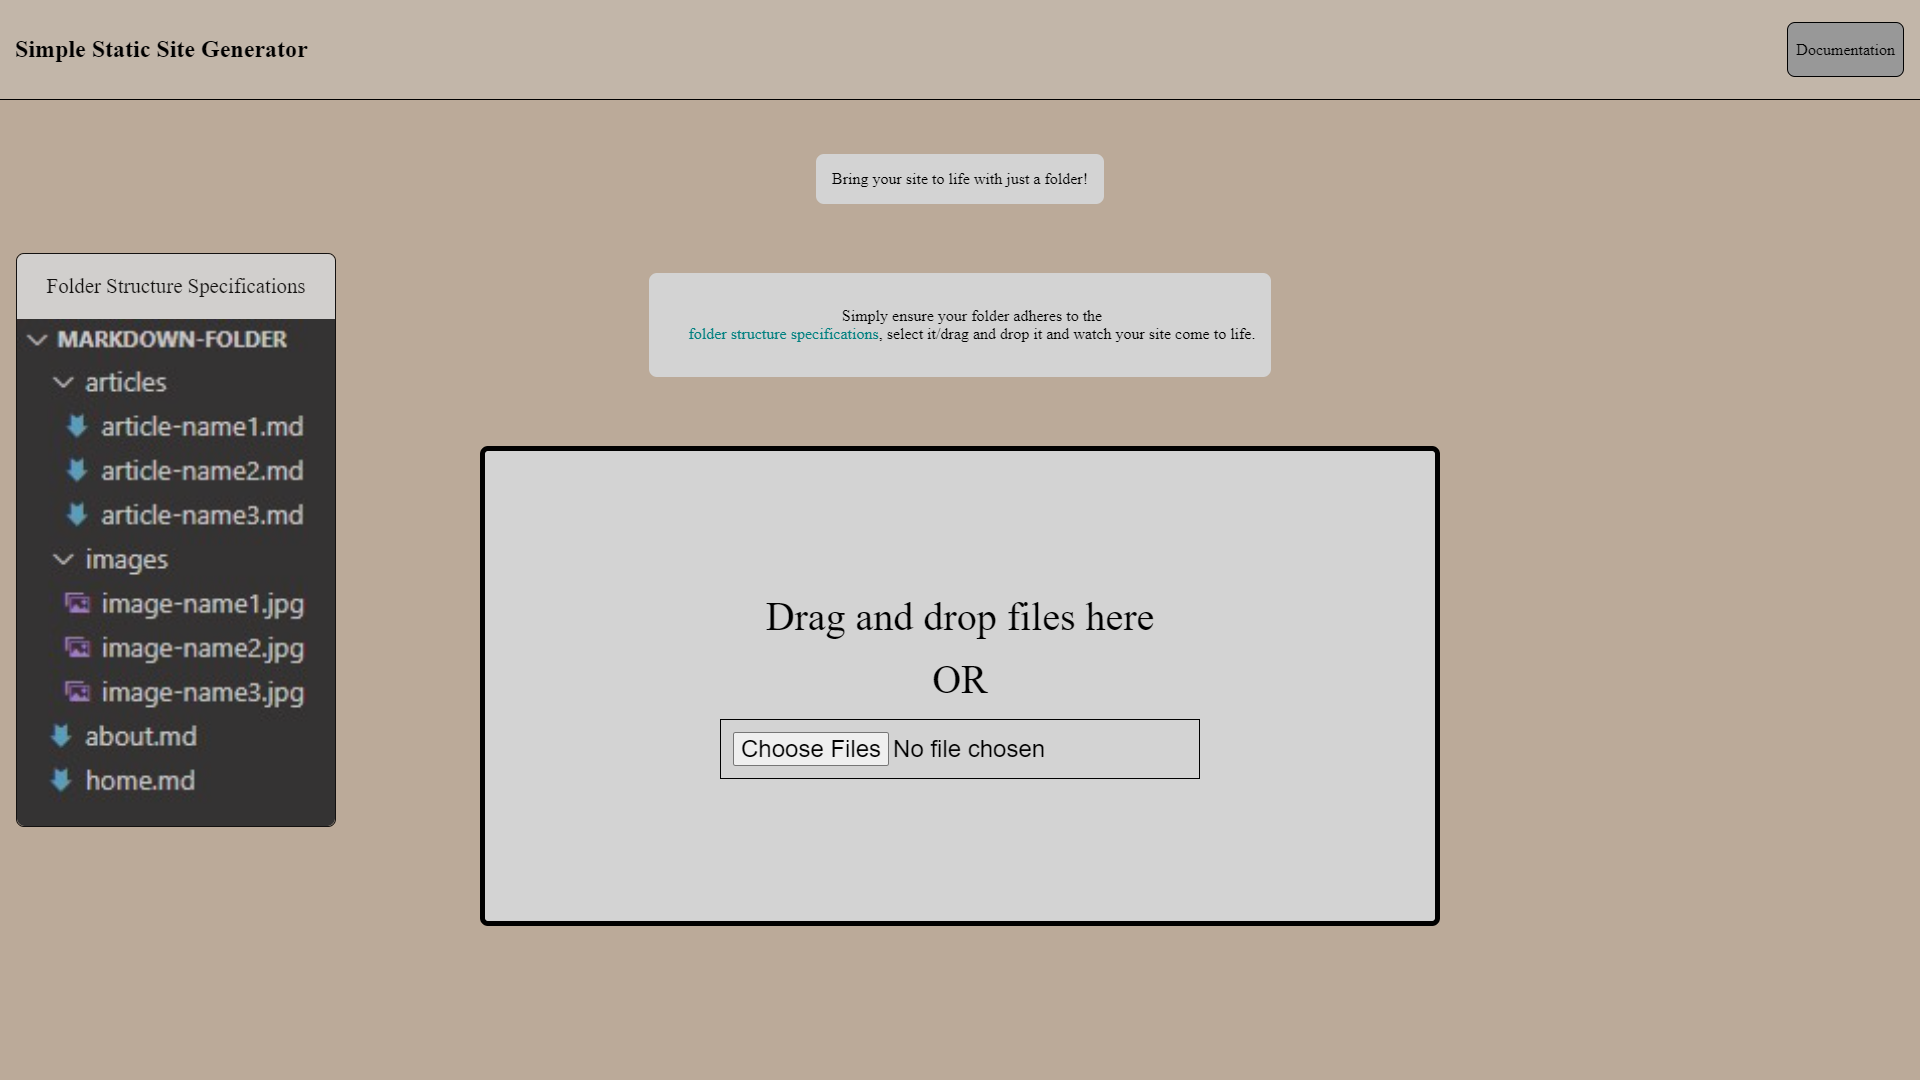 Simple Static Site Generator
Documentation
Bring your site to life with just a folder!
Folder Structure Specifications
MARKDOWN-FOLDER
articles
article-name1.md
article-name2.md
article-name3.md
images
image-name1.jpg
image-name2.jpg
image-name3.jpg
about.md
home.md
Simply ensure your folder adheres to the
folder structure specifications, select it/drag and drop it and watch your site come to life.
Drag and drop files here
OR
Choose Files No file chosen